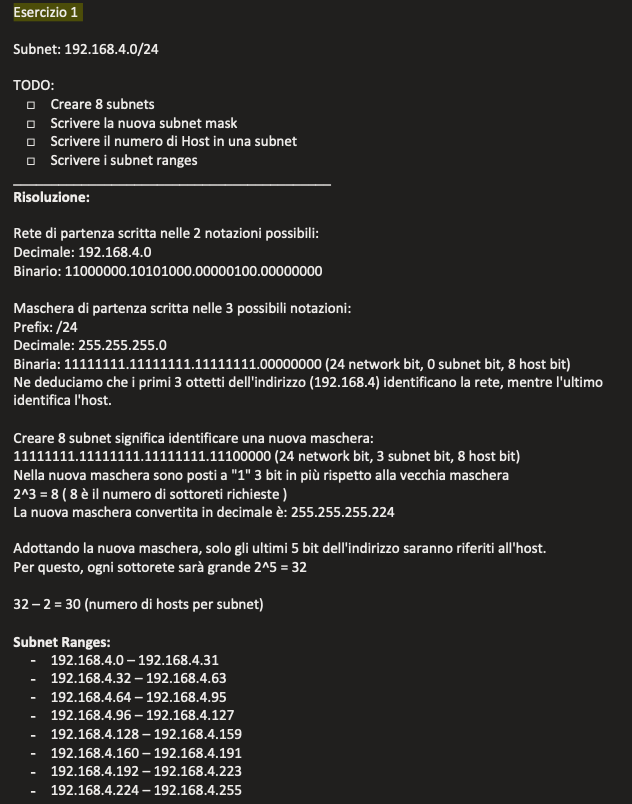 Esercizio 1
Subnet: 192.168.4.0/24
TODO:
□ Creare 8 subnets
□ Scrivere la nuova subnet mask
□ Scrivere il numero di Host in una subnet
□ Scrivere i subnet ranges
Risoluzione:
Rete di partenza scritta nelle 2 notazioni possibili:
Decimale: 192.168.4.0
Binario: 11000000.10101000.00000100.00000000
Maschera di partenza scritta nelle 3 possibili notazioni:
Prefix: /24
Decimale: 255.255.255.0
Binaria: 11111111.11111111.11111111.00000000 (24 network bit, 0 subnet bit, 8 host bit)
Ne deduciamo che i primi 3 ottetti dell'indirizzo (192.168.4) identificano la rete, mentre l'ultimo
identifica l'host.
Creare 8 subnet significa identificare una nuova maschera:
11111111.11111111.11111111.11100000 (24 network bit, 3 subnet bit, 8 host bit)
Nella nuova maschera sono posti a "1" 3 bit in più rispetto alla vecchia maschera
2^3 = 8 ( 8 è il numero di sottoreti richieste )
La nuova maschera convertita in decimale è: 255.255.255.224
Adottando la nuova maschera, solo gli ultimi 5 bit dell'indirizzo saranno riferiti all'host.
Per questo, ogni sottorete sarà grande 2^5 = 32
32 – 2 = 30 (numero di hosts per subnet)
Subnet Ranges:
- 192.168.4.0 – 192.168.4.31
- 192.168.4.32 – 192.168.4.63
- 192.168.4.64 – 192.168.4.95
- 192.168.4.96 – 192.168.4.127
- 192.168.4.128 – 192.168.4.159
- 192.168.4.160 – 192.168.4.191
- 192.168.4.192 – 192.168.4.223
- 192.168.4.224 – 192.168.4.255